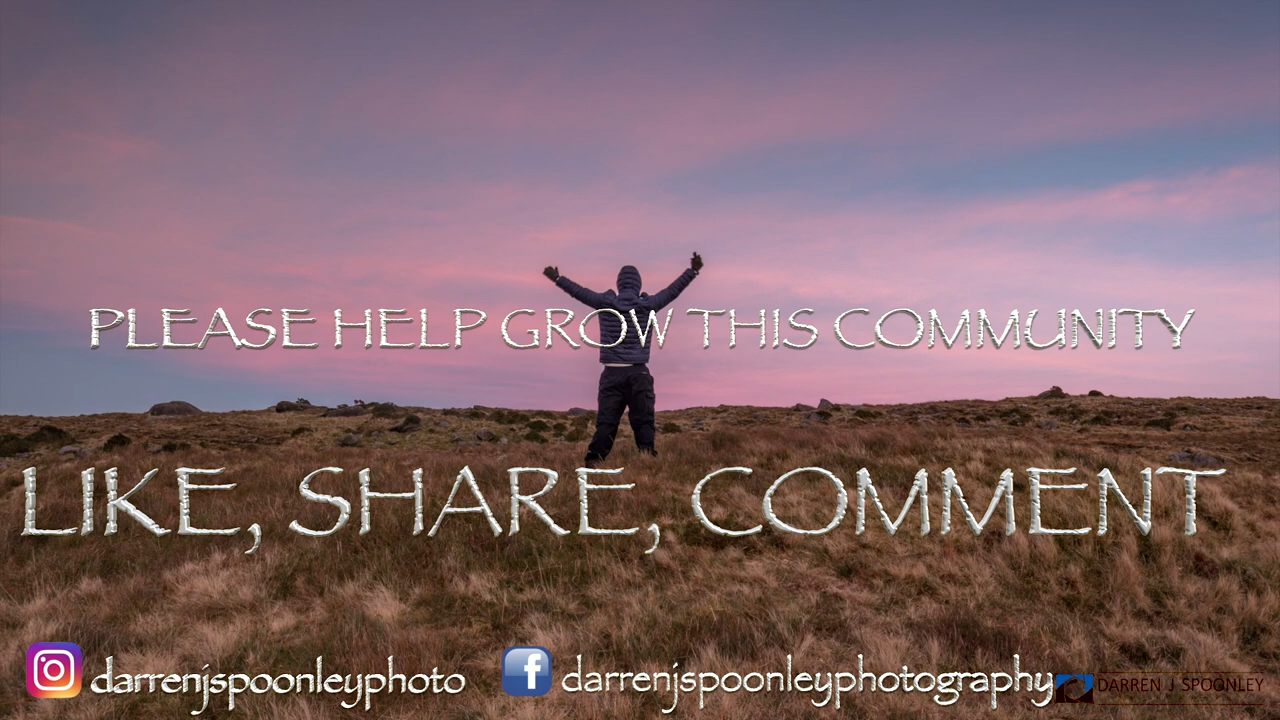 PLEASE HELP GROW THIS COMMUNITY
LIKE, SHARE, COMMENT
darrenjspoonleyphoto
f darrenjspoonleyphotography
DARREN J SPOONLEY